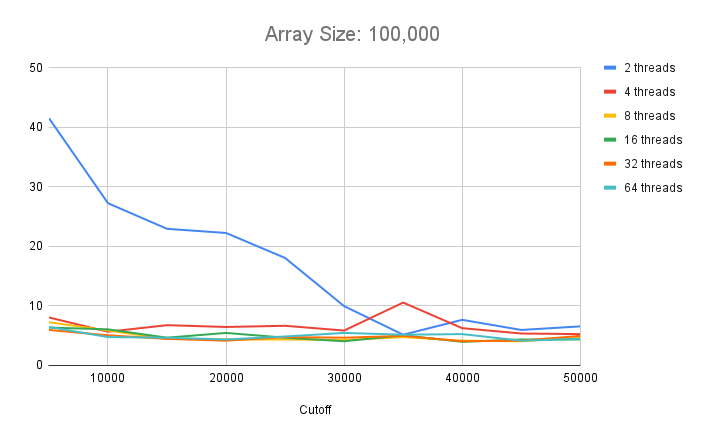 Array Size: 100,000
50
40
30
20
10
0
10000
20000
30000
40000
50000
Cutoff
2 threads
4 threads
8 threads
16 threads
32 threads
64 threads